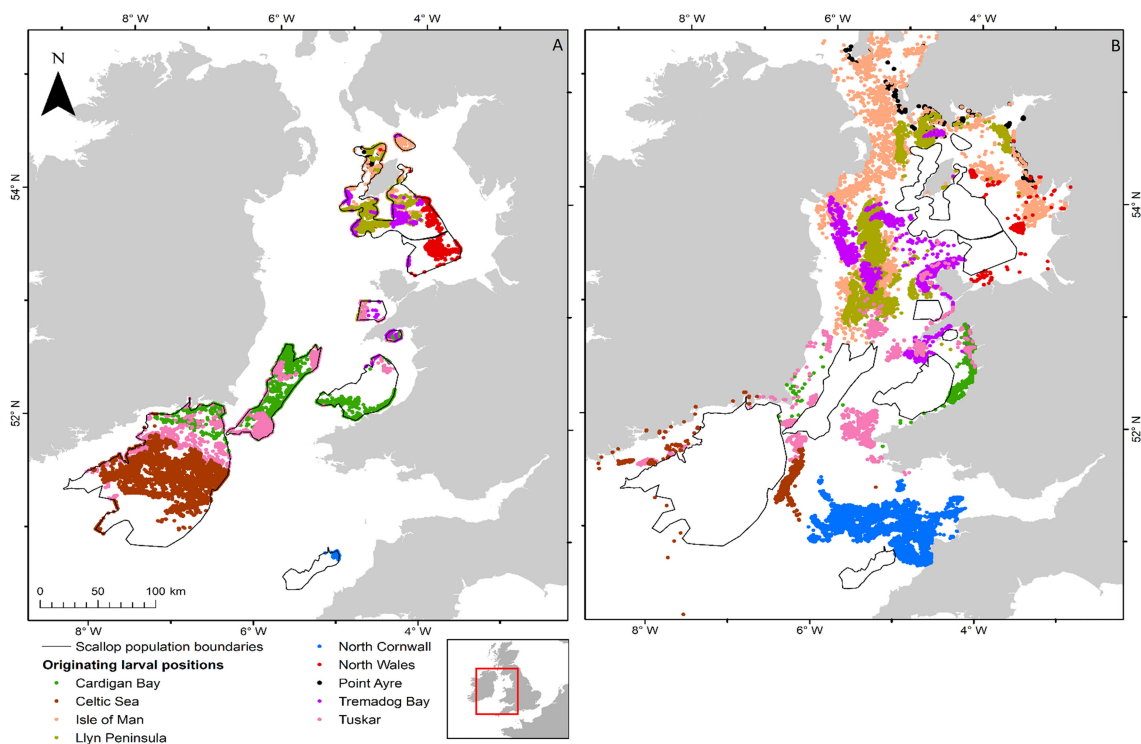 8° W 6° W 4° W 8° W 6° W 4° W
A B
N
54° N 54° N
52° N 52° N
0 50 100 km
8° W 6° W 4° W 8° W 6° W 4° W
Scallop population boundaries
Originating larval positions
Cardigan Bay
Celtic Sea
Isle of Man
Llyn Peninsula
North Cornwall
North Wales
Point Ayre
Tremadog Bay
Tuskar